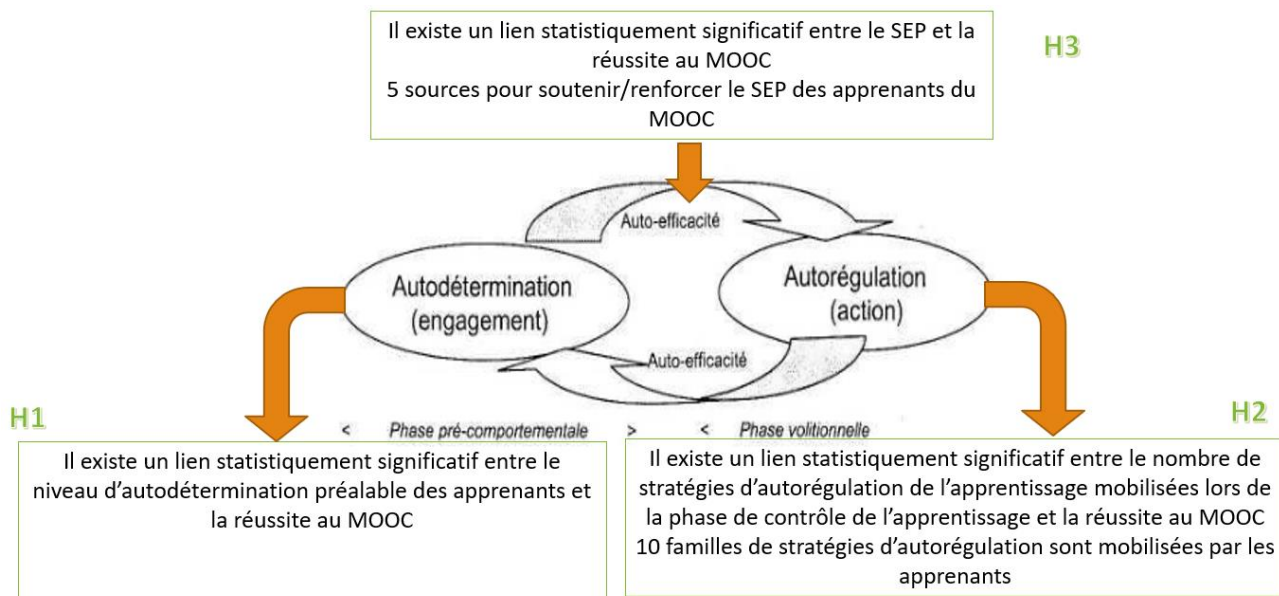 Il existe un lien statistiquement significatif entre le SEP et la
réussite au MOOC
5 sources pour soutenir/renforcer le SEP des apprenants du
MOOC
H3
Auto-efficacité
Autodétermination
(engagement)
Autorégulation
(action)
Auto-efficacité
< Phase pré-comportementale > < Phase volitionnelle
H1
Il existe un lien statistiquement significatif entre le
niveau d’autodétermination préalable des apprenants et
la réussite au MOOC
H2
Il existe un lien statistiquement significatif entre le nombre de
stratégies d’autorégulation de l’apprentissage mobilisées lors de
la phase de contrôle de l’apprentissage et la réussite au MOOC
10 familles de stratégies d’autorégulation sont mobilisées par les
apprenants